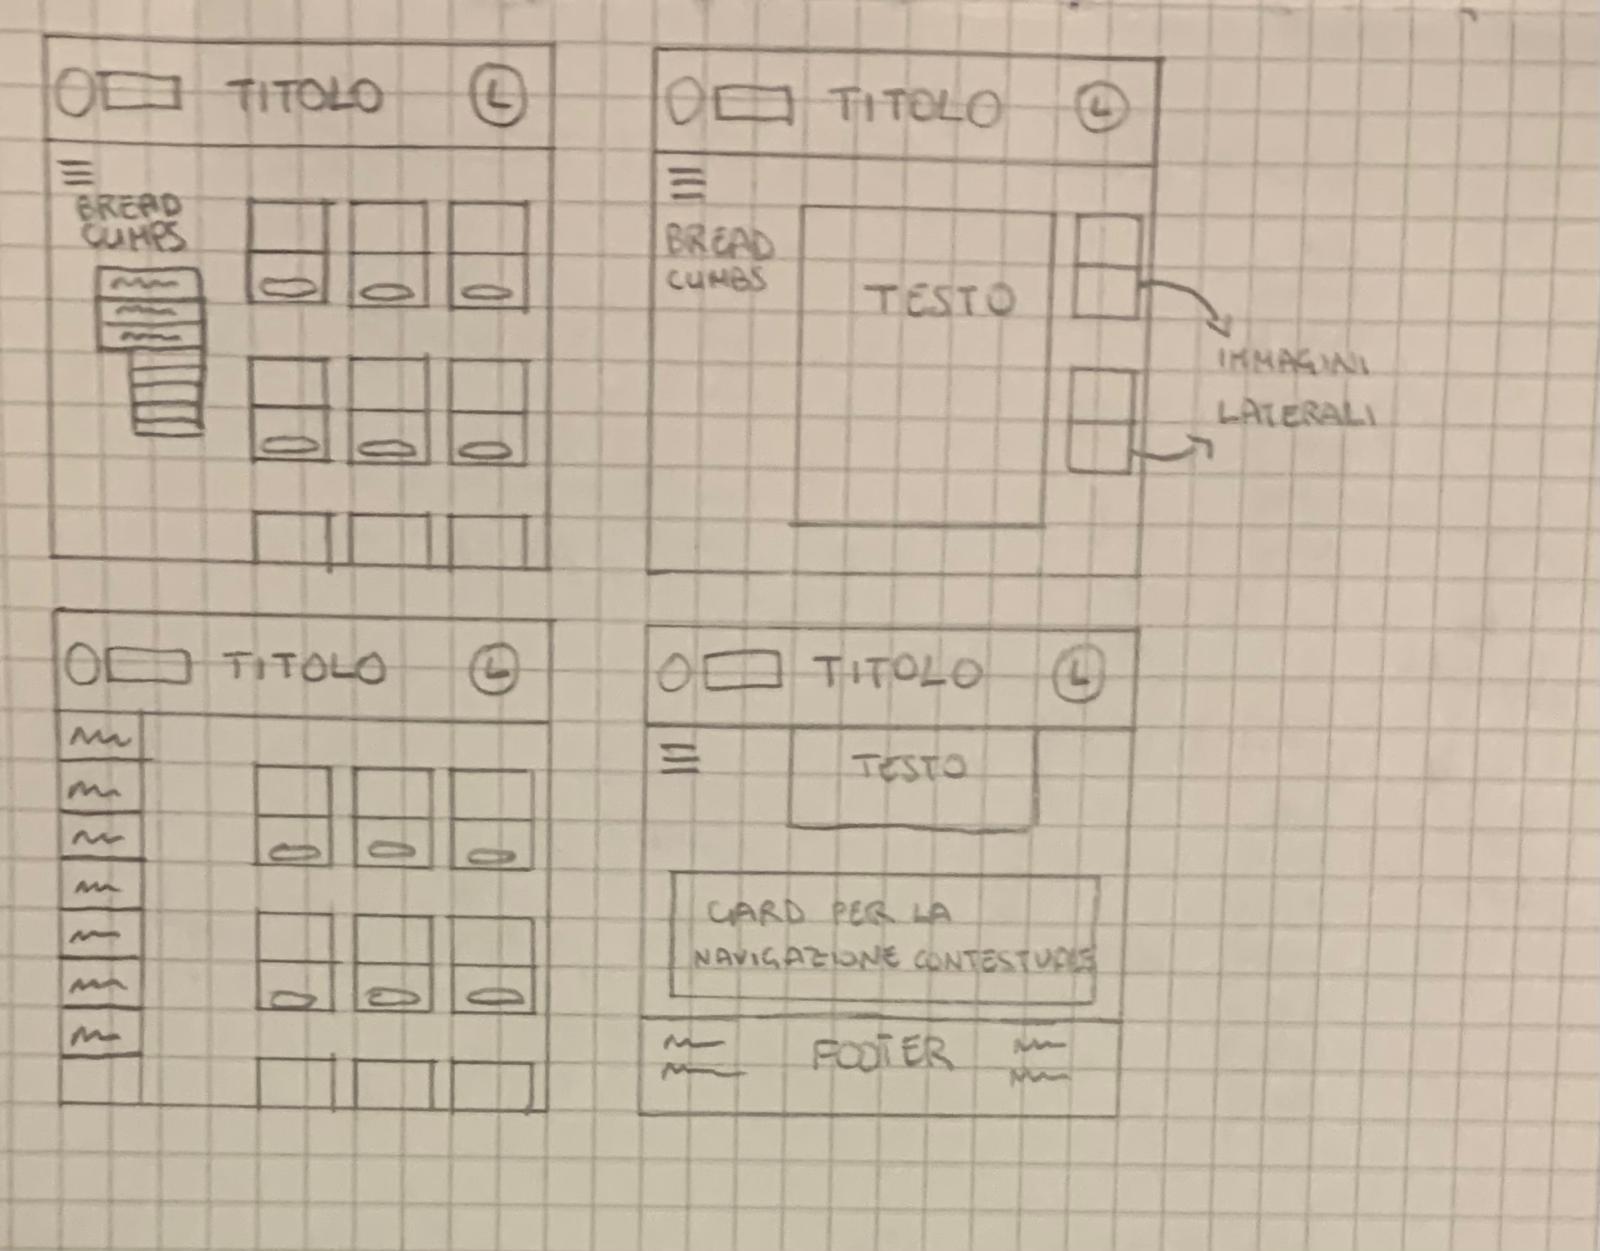 TITOLO L
BREAD
CUMBS
TITOLO L
BREAD
CUMBS
TESTO
IMMAGINI
LATERALI
TITOLO L
TITOLO L
TESTO
CARD PER LA
NAVIGAZIONE CONTESTUALE
FOOTER